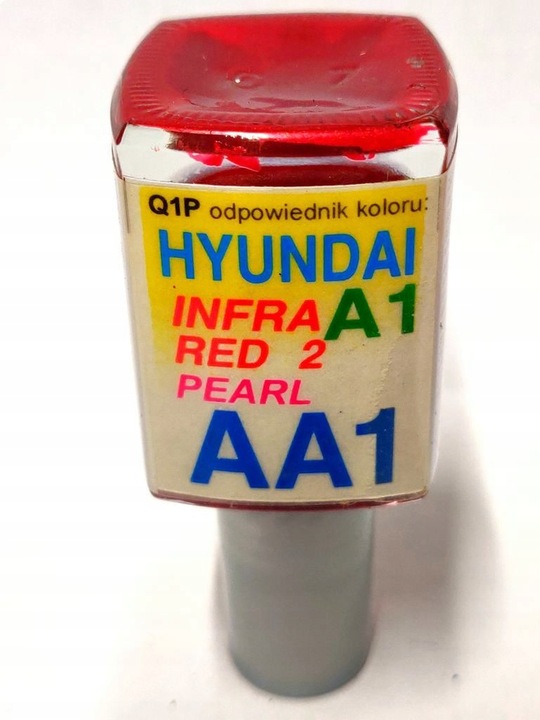 Q1P odpowiednik koloru:
HYUNDAI
INFRA A1
RED 2
PEARL
AA1